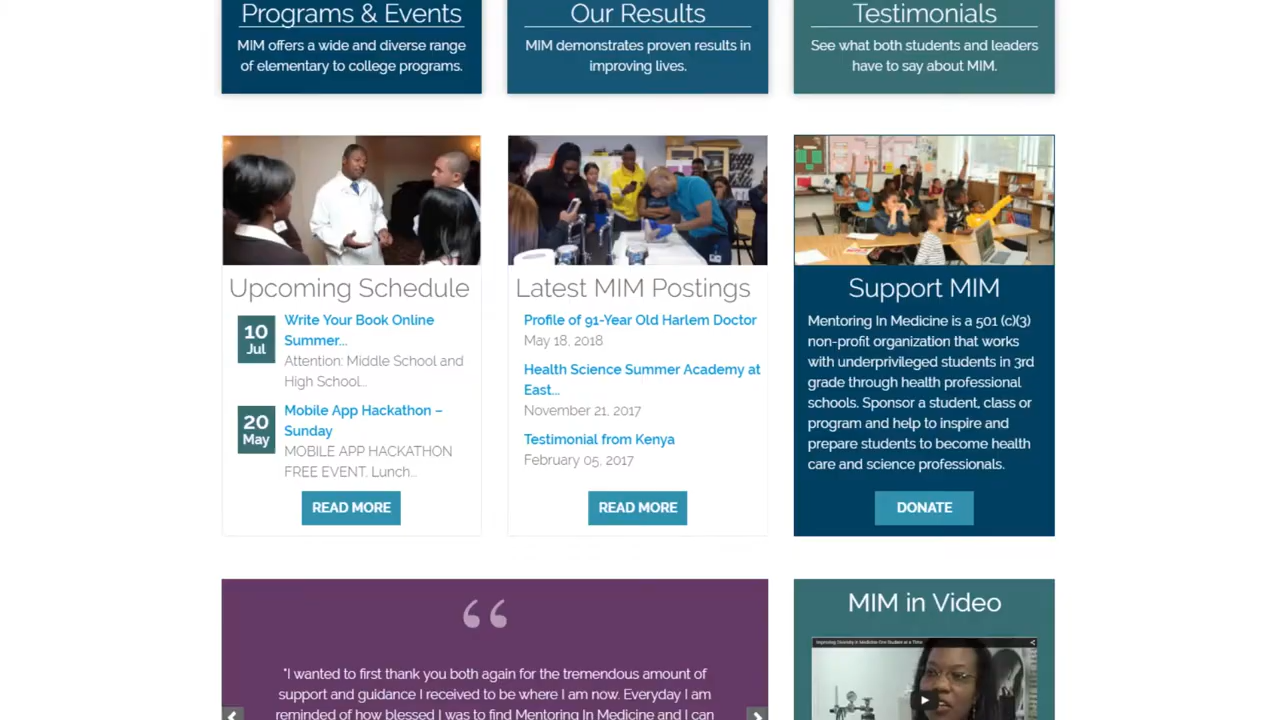 Programs & Events
MIM offers a wide and diverse range
of elementary to college programs.
Our Results
MIM demonstrates proven results in
improving lives.
Testimonials
See what both students and leaders
have to say about MIM.
Upcoming Schedule
10
Jul
Write Your Book Online
Summer...
Attention: Middle School and
High School...
20
May
Mobile App Hackathon –
Sunday
MOBILE APP HACKATHON
FREE EVENT. Lunch...
READ MORE
Latest MIM Postings
Profile of 91-Year Old Harlem Doctor
May 18, 2018
Health Science Summer Academy at
East...
November 21, 2017
Testimonial from Kenya
February 05, 2017
READ MORE
Support MIM
Mentoring In Medicine is a 501 (c)(3)
non-profit organization that works
with underprivileged students in 3rd
grade through health professional
schools. Sponsor a student, class or
program and help to inspire and
prepare students to become health
care and science professionals.
DONATE
"I wanted to first thank you both again for the tremendous amount of
support and guidance I received to be where I am now. Everyday I am
reminded of how blessed I was to find Mentoring In Medicine and I can
MIM in Video
Improving Diversity in Medicine One Student at a Time